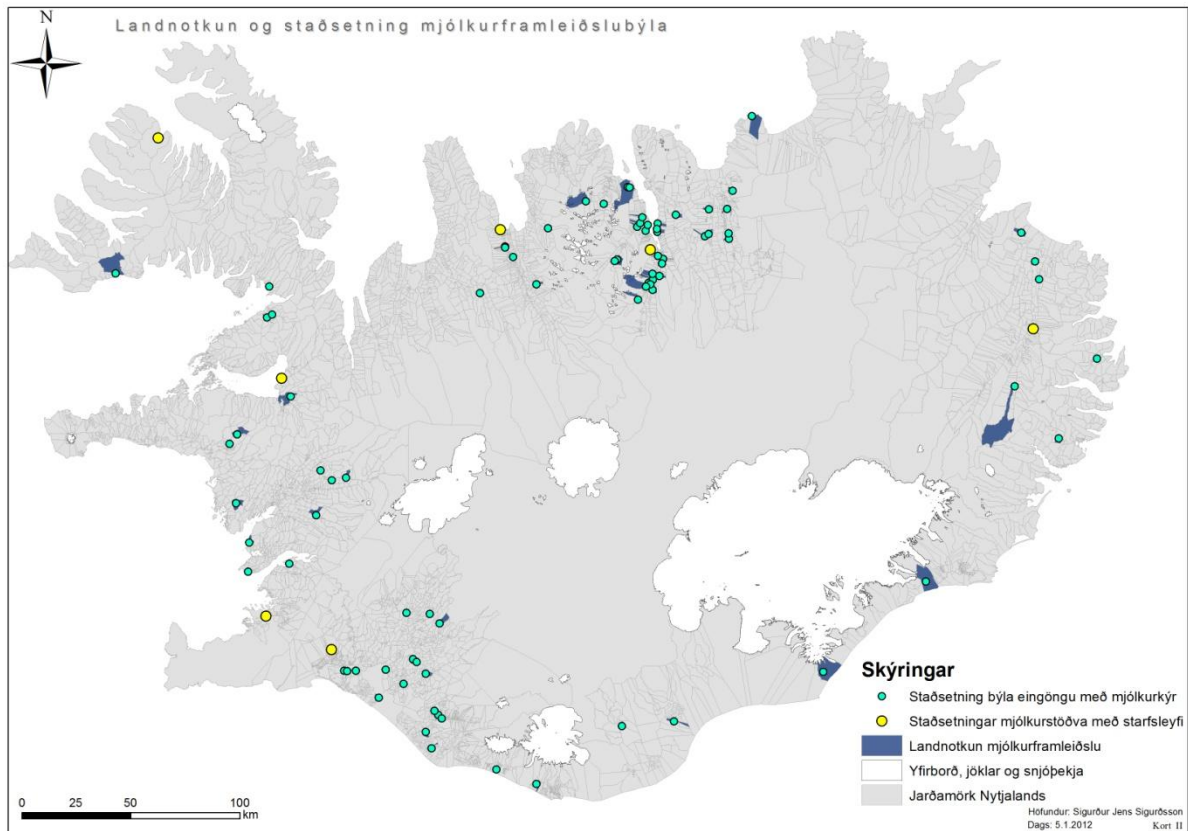 N
Landnotkun og staðsetning mjólkurframleiðslubýla
Skýringar
Staðsetning býla eingöngu með mjólkurkýr
Staðsetningar mjólkurstöðva með starfsleyfi
Landnotkun mjólkurframleiðslu
Yfirborð, jöklar og snjóþekja
Jarðamörk Nytjalands
0 50 100
km
Höfundur: Sigurður Jens Sigurðsson
Dags: 5.1.2012 Kort II